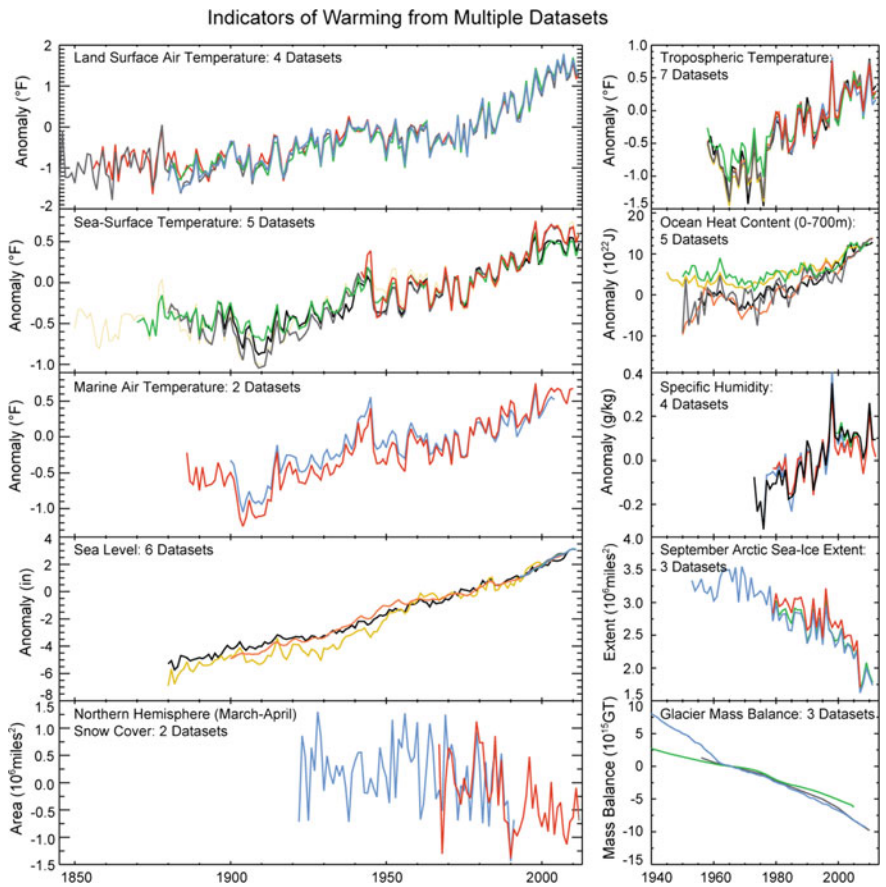 Indicators of Warming from Multiple Datasets
Land Surface Air Temperature: 4 Datasets
Anomaly (°F)
2
1
0
-1
-2
Sea-Surface Temperature: 5 Datasets
Anomaly (°F)
0.5
0.0
-0.5
-1.0
Marine Air Temperature: 2 Datasets
Anomaly (°F)
0.5
0.0
-0.5
-1.0
Sea Level: 6 Datasets
Anomaly (in)
4
2
0
-2
-4
-6
-8
Northern Hemisphere (March-April)
Snow Cover: 2 Datasets
Area (10⁶miles²)
1.5
1.0
0.5
0.0
-0.5
-1.0
-1.5
1850
1900
1950
2000
Tropospheric Temperature:
7 Datasets
Anomaly (°F)
1.0
0.5
0.0
-0.5
-1.0
-1.5
Ocean Heat Content (0-700m):
5 Datasets
Anomaly (10²²J)
20
10
0
-10
Specific Humidity:
4 Datasets
Anomaly (g/kg)
0.4
0.2
0.0
-0.2
September Arctic Sea-Ice Extent:
3 Datasets
Extent (10⁶miles²)
4.0
3.5
3.0
2.5
2.0
1.5
Glacier Mass Balance: 3 Datasets
Mass Balance (10¹⁵GT)
10
5
0
-5
-10
-15
1940
1960
1980
2000